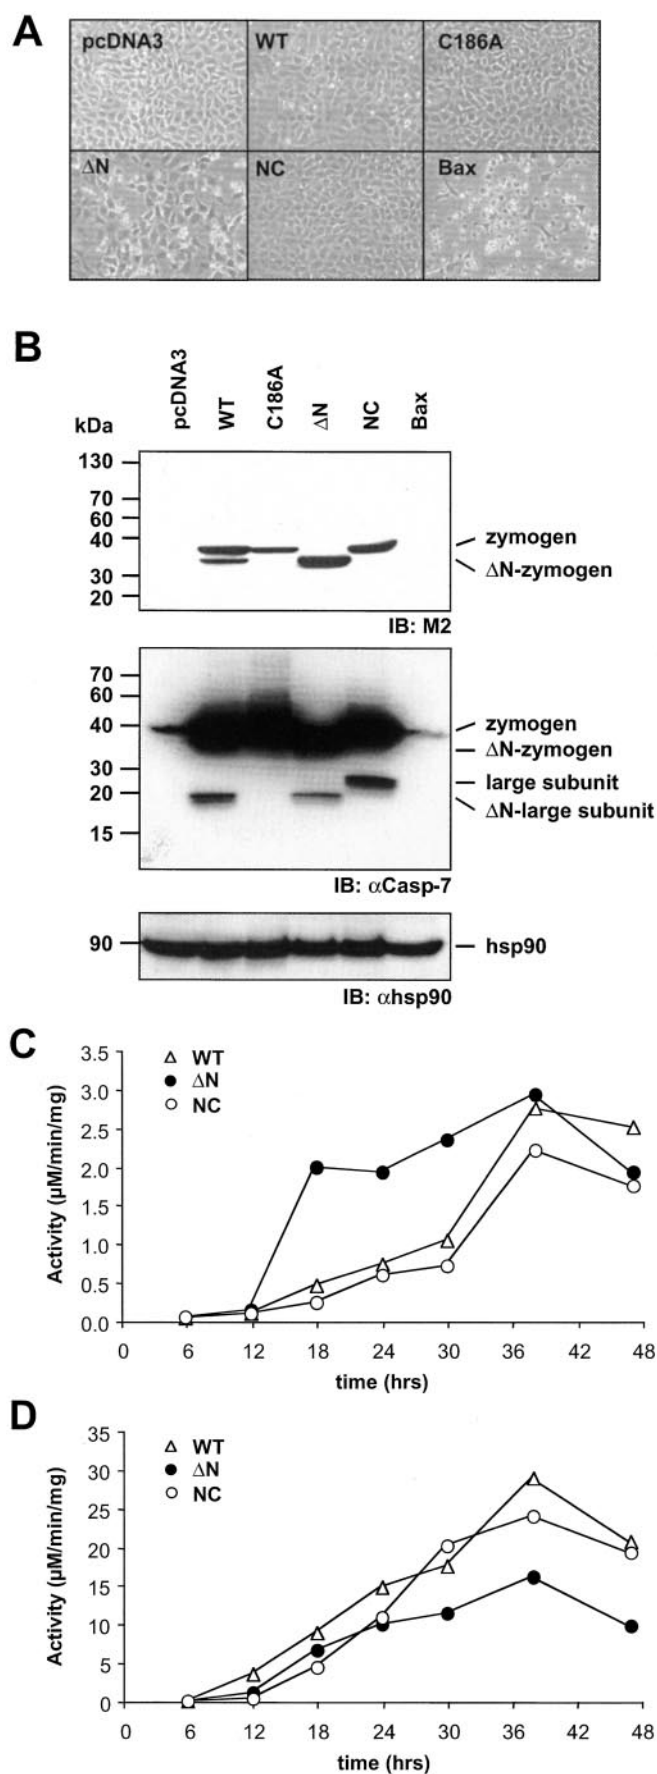 A
pcDNA3
WT
C186A
ΔN
NC
Bax
B
kDa
pcDNA3
WT
C186A
ΔN
NC
Bax
130
70
60
40
30
20
zymogen
ΔN-zymogen
IB: M2
70
60
40
30
20
15
zymogen
ΔN-zymogen
large subunit
ΔN-large subunit
IB: αCasp-7
90
hsp90
IB: αhsp90
C
Activity (µM/min/mg)
3.5
3.0
2.5
2.0
1.5
1.0
0.5
0.0
WT
ΔN
NC
0 6 12 18 24 30 36 42 48
time (hrs)
D
Activity (µM/min/mg)
35
30
25
20
15
10
5
0
WT
ΔN
NC
0 6 12 18 24 30 36 42 48
time (hrs)